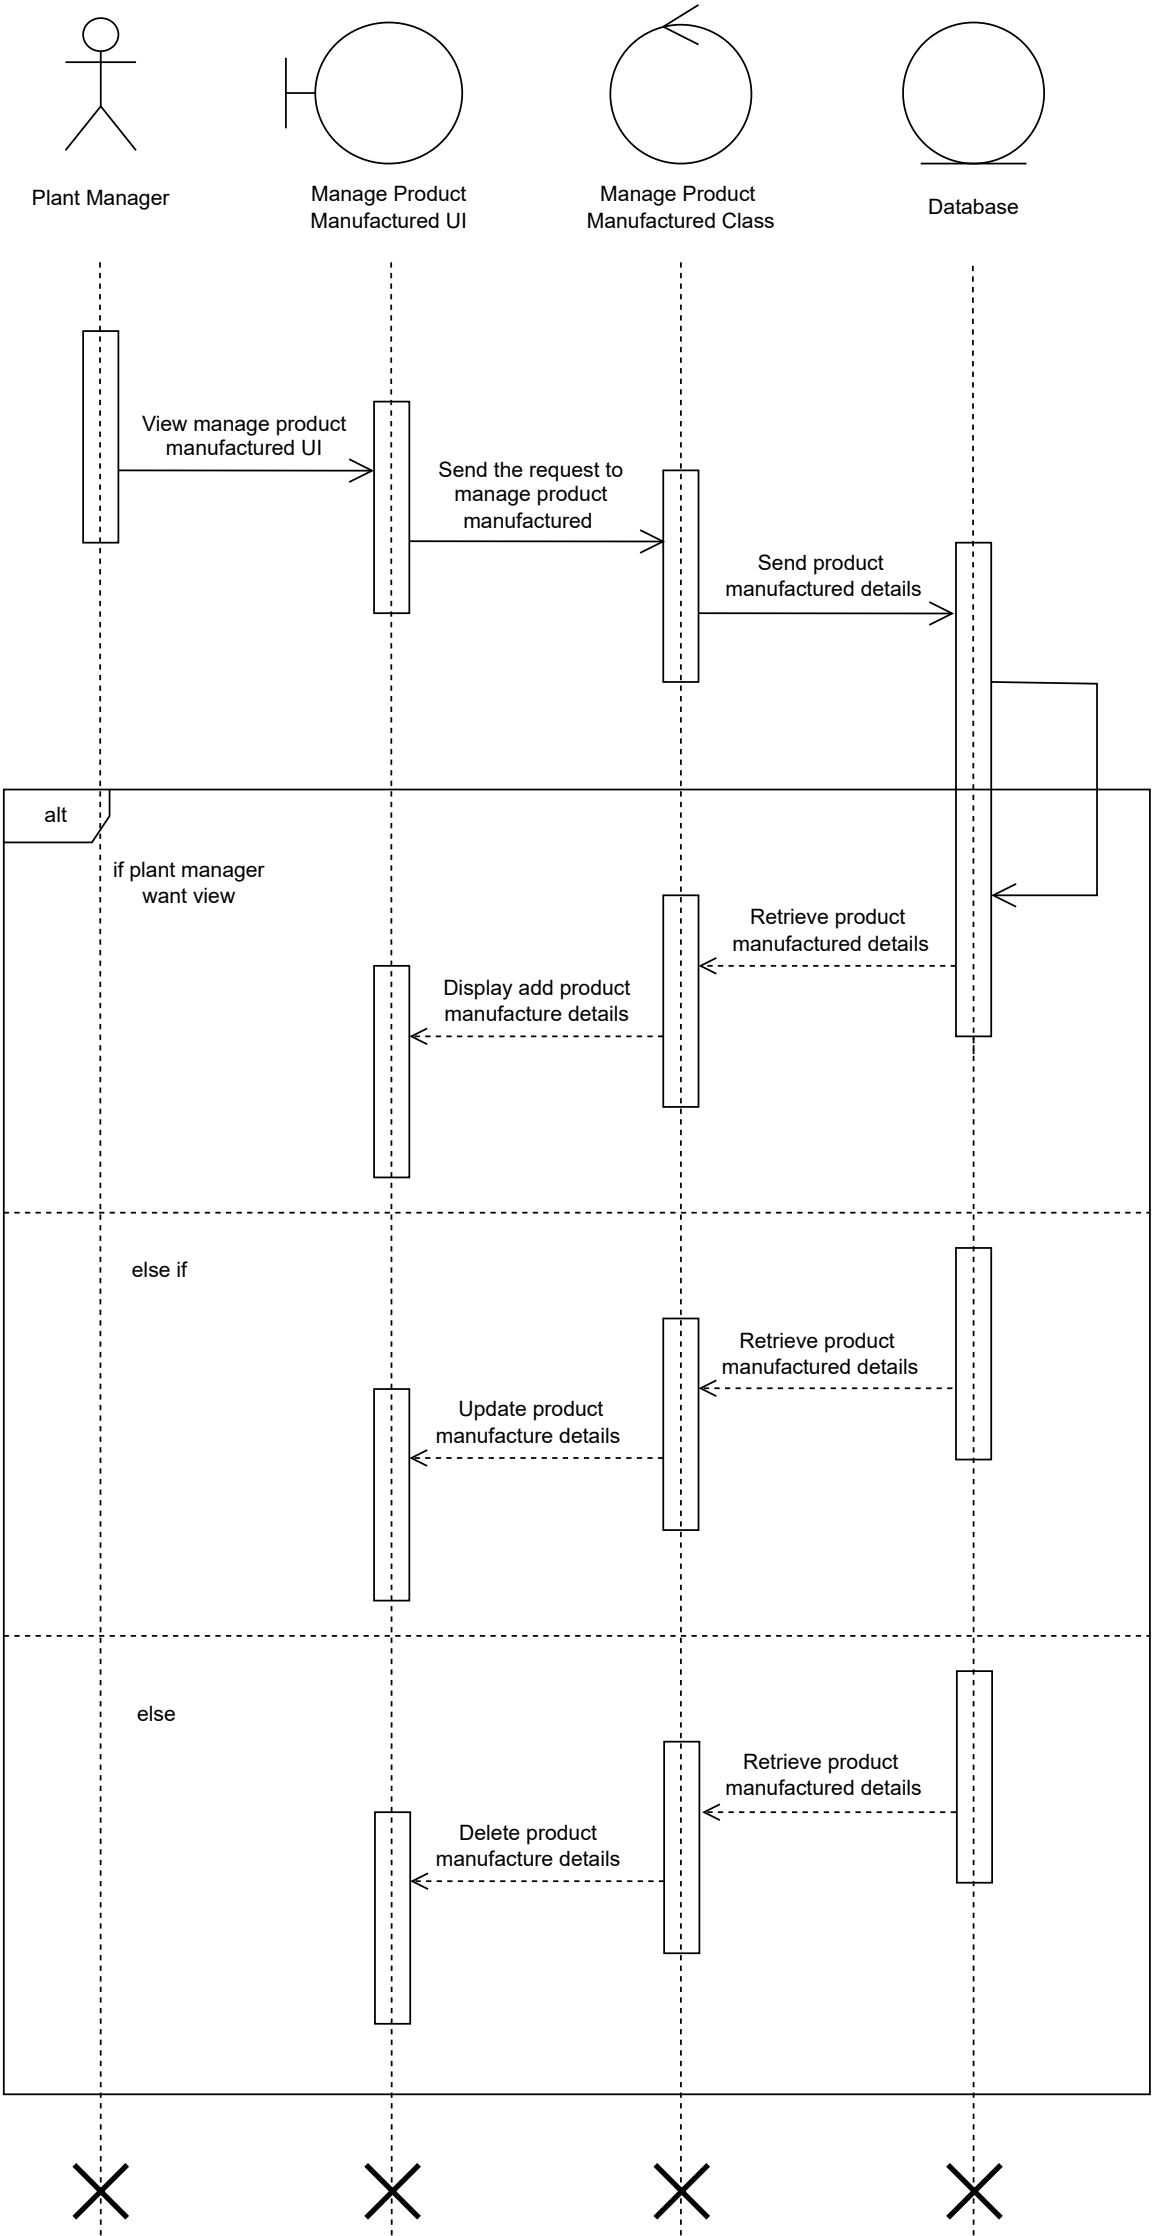 Plant Manager
Manage Product
Manufactured UI
Manage Product
Manufactured Class
Database
View manage product
manufactured UI
Send the request to
manage product
manufactured
Send product
manufactured details
alt
if plant manager
want view
Retrieve product
manufactured details
Display add product
manufacture details
else if
Retrieve product
manufactured details
Update product
manufacture details
else
Retrieve product
manufactured details
Delete product
manufacture details